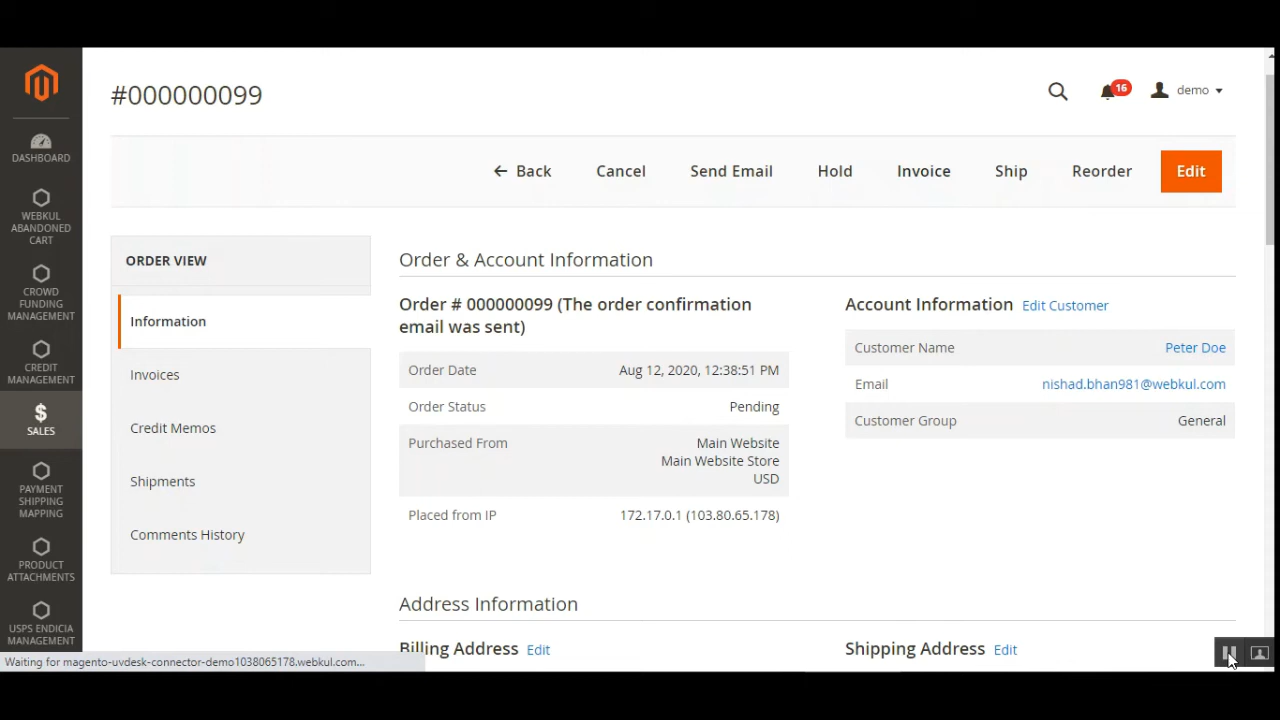 #000000099
16
demo
DASHBOARD
WEBKUL
ABANDONED
CART
CROWD
FUNDING
MANAGEMENT
CREDIT
MANAGEMENT
$
SALES
PAYMENT
SHIPPING
MAPPING
PRODUCT
ATTACHMENTS
USPS ENDICIA
MANAGEMENT
← Back
Cancel
Send Email
Hold
Invoice
Ship
Reorder
Edit
ORDER VIEW
Information
Invoices
Credit Memos
Shipments
Comments History
Order & Account Information
Order # 000000099 (The order confirmation
email was sent)
Order Date Aug 12, 2020, 12:38:51 PM
Order Status Pending
Purchased From Main Website
Main Website Store
USD
Placed from IP 172.17.0.1 (103.80.65.178)
Account Information Edit Customer
Customer Name Peter Doe
Email nishad.bhan981@webkul.com
Customer Group General
Address Information
Billing Address Edit
Shipping Address Edit
Waiting for magento-uvdesk-connector-demo1038065178.webkul.com...